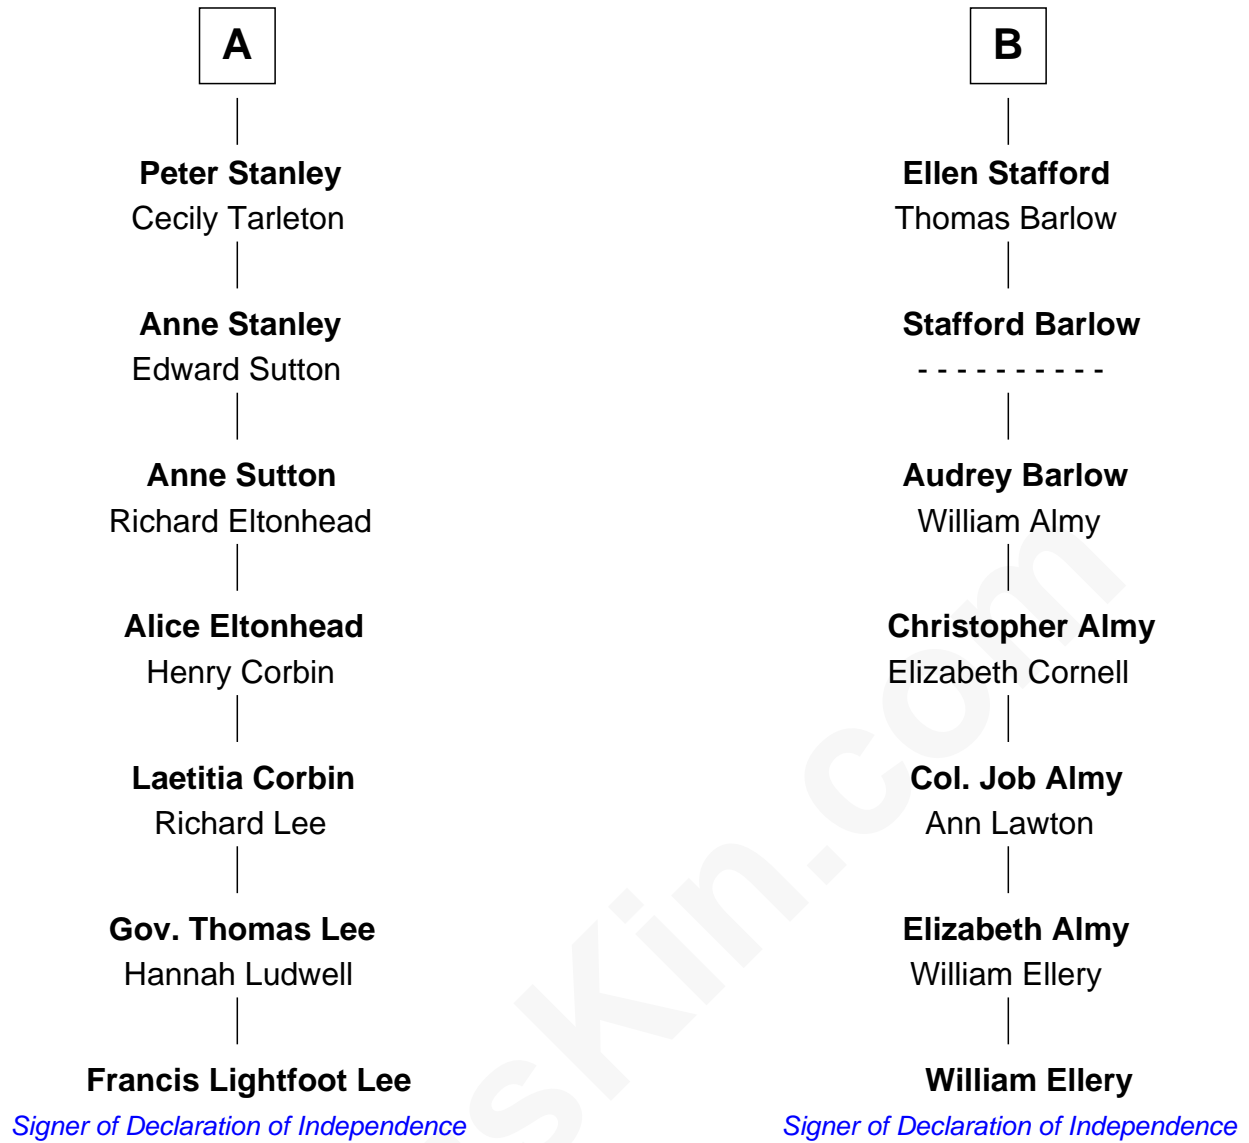 A
Peter Stanley
Cecily Tarleton
Anne Stanley
Edward Sutton
Anne Sutton
Richard Eltonhead
Alice Eltonhead
Henry Corbin
Laetitia Corbin
Richard Lee
Gov. Thomas Lee
Hannah Ludwell
Francis Lightfoot Lee
Signer of Declaration of Independence
B
Ellen Stafford
Thomas Barlow
Stafford Barlow
- - - - - - - - - -
Audrey Barlow
William Almy
Christopher Almy
Elizabeth Cornell
Col. Job Almy
Ann Lawton
Elizabeth Almy
William Ellery
William Ellery
Signer of Declaration of Independence
sKin.com